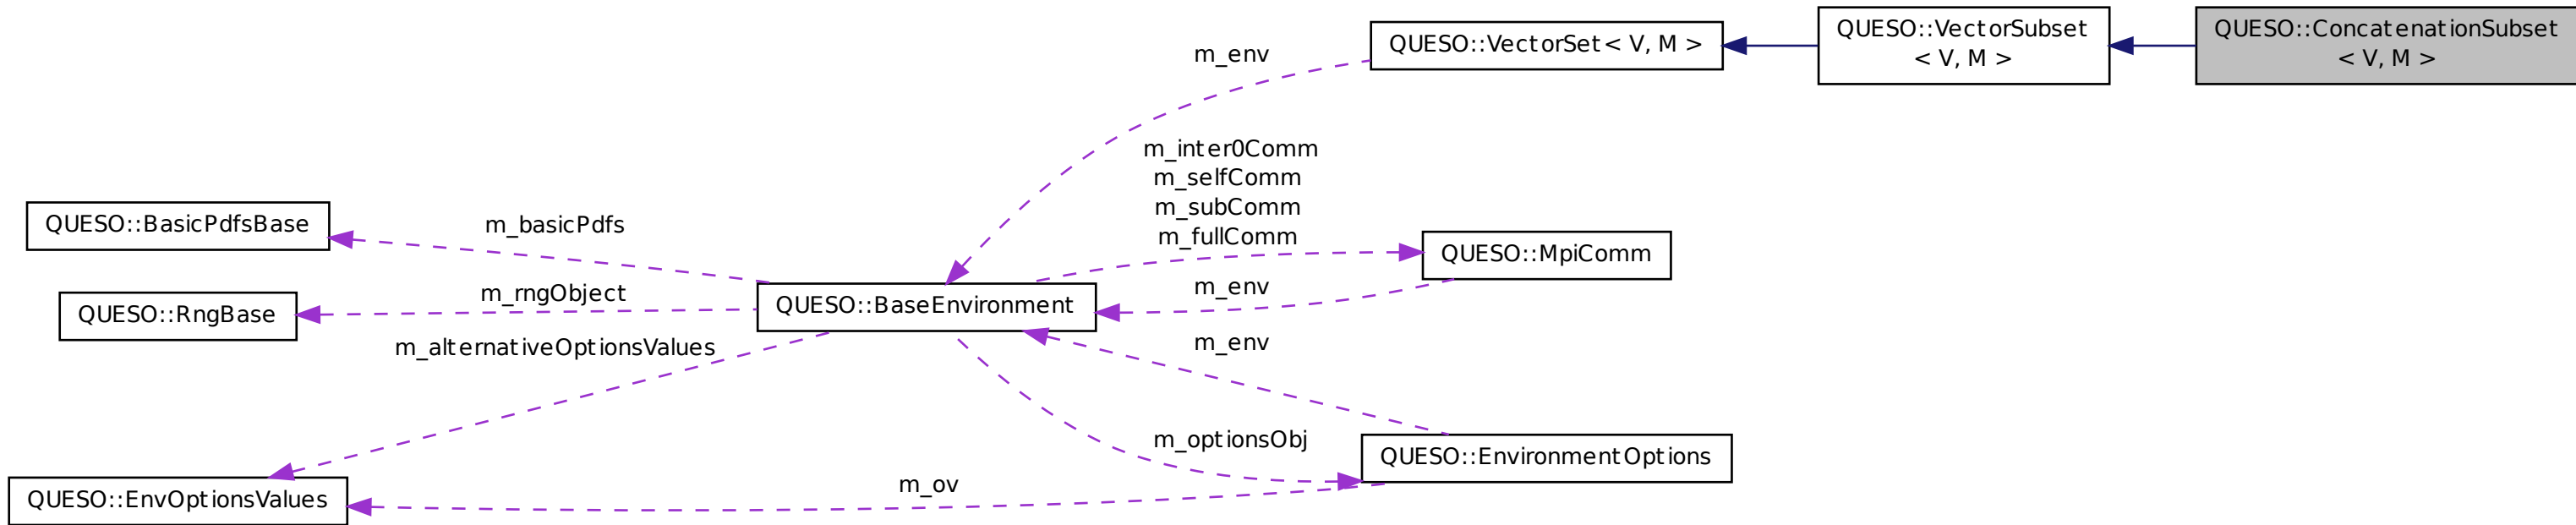 QUESO::VectorSet< V, M >
QUESO::VectorSubset
< V, M >
QUESO::ConcatenationSubset
< V, M >
m_env
m_inter0Comm
m_selfComm
m_subComm
m_fullComm
QUESO::BasicPdfsBase
m_basicPdfs
QUESO::MpiComm
m_env
QUESO::RngBase
m_rngObject
QUESO::BaseEnvironment
m_alternativeOptionsValues
m_env
m_optionsObj
QUESO::EnvironmentOptions
QUESO::EnvOptionsValues
m_ov